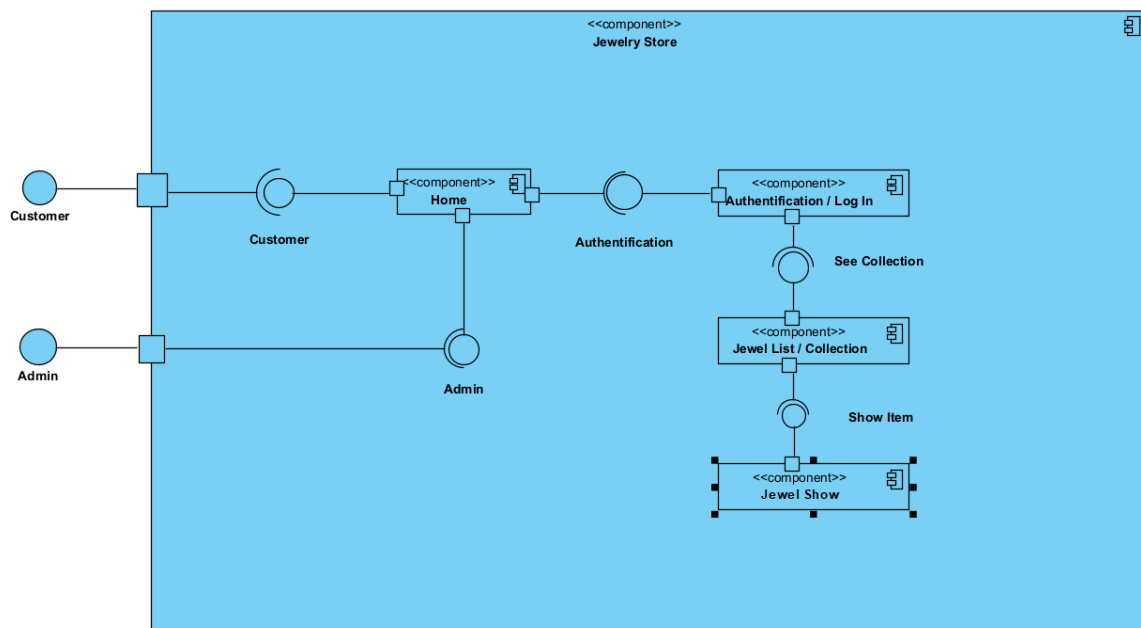 <<component>>
Jewelry Store
<<component>>
Home
<<component>>
Authentification / Log In
Customer
Customer
Authentification
See Collection
<<component>>
Jewel List / Collection
Admin
Admin
Show Item
<<component>>
Jewel Show